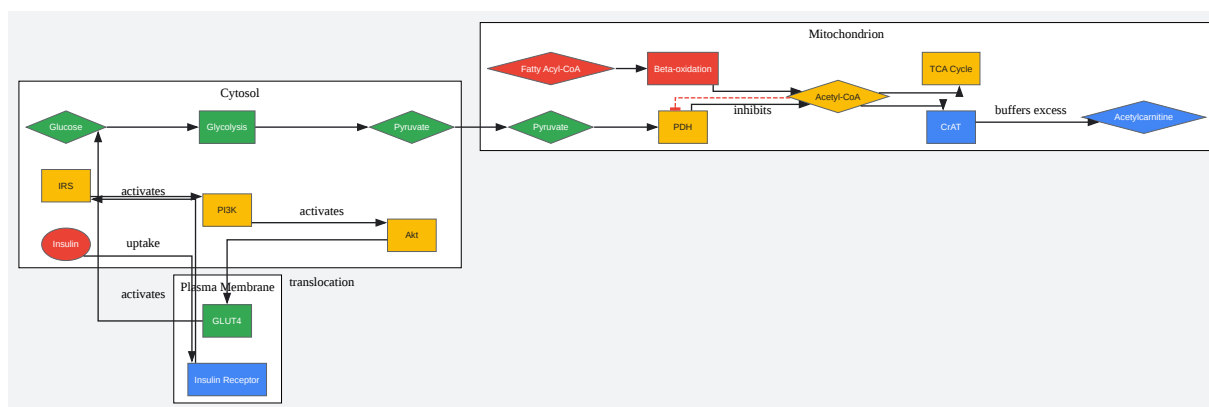 Mitochondrion
Fatty Acyl-CoA
Beta-oxidation
TCA Cycle
Acetyl-CoA
inhibits
buffers excess
Acetylcarnitine
Pyruvate
PDH
CrAT
Cytosol
Glucose
Glycolysis
Pyruvate
IRS
activates
PI3K
activates
Akt
Insulin
uptake
Plasma Membrane
translocation
activates
GLUT4
Insulin Receptor